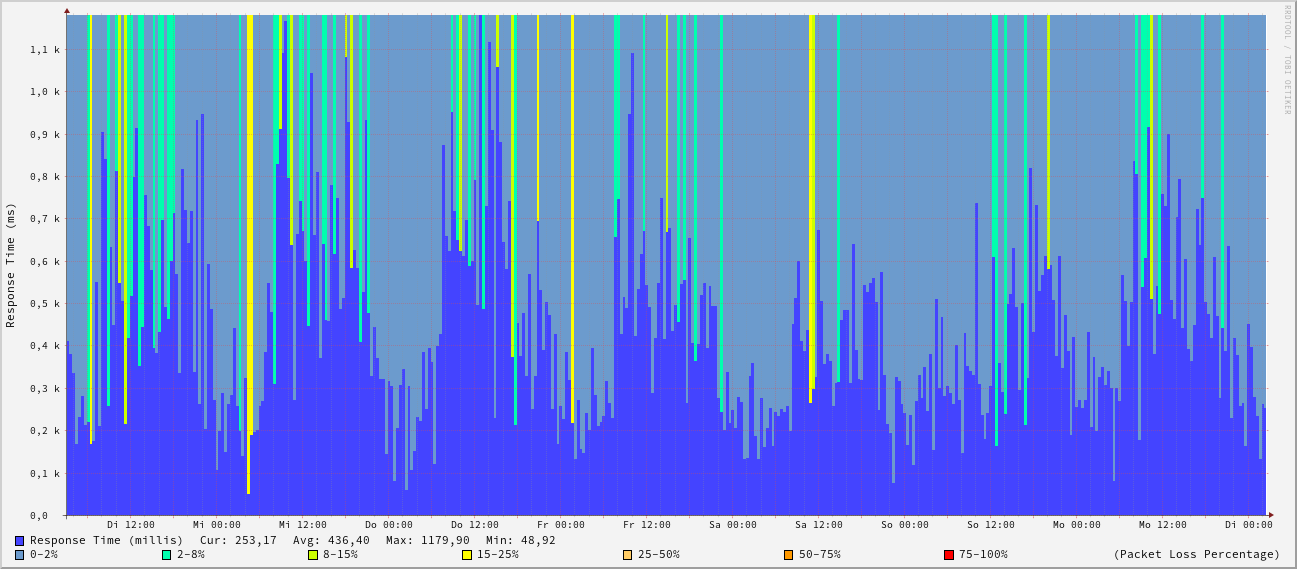 RRDTOOL / TOBI OETIKER
Response Time (ms)
1,1 k
1,0 k
0,9 k
0,8 k
0,7 k
0,6 k
0,5 k
0,4 k
0,3 k
0,2 k
0,1 k
0,0
Di 12:00 Mi 00:00 Mi 12:00 Do 00:00 Do 12:00 Fr 00:00 Fr 12:00 Sa 00:00 Sa 12:00 So 00:00 So 12:00 Mo 00:00 Mo 12:00 Di 00:00
Response Time (millis) Cur: 253,17 Avg: 436,40 Max: 1179,90 Min: 48,92
0-2% 2-8% 8-15% 15-25% 25-50% 50-75% 75-100% (Packet Loss Percentage)